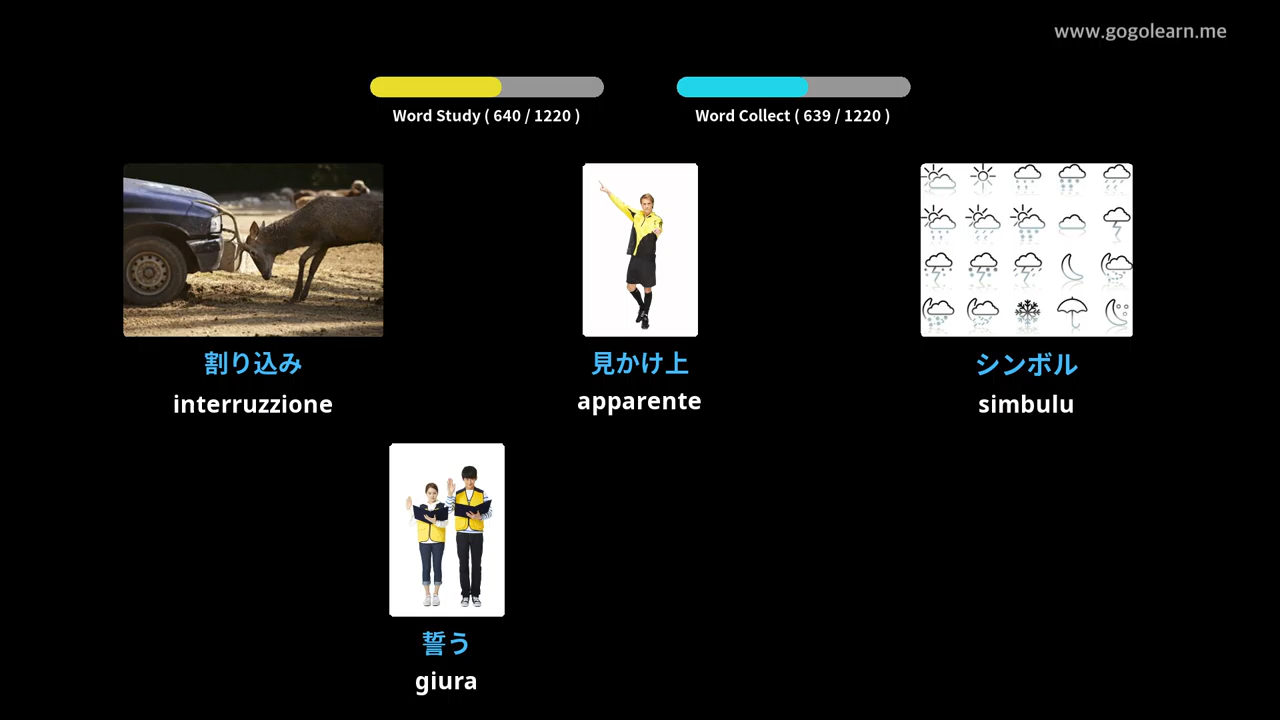 www.gogolearn.me
Word Study ( 640 / 1220 )
Word Collect ( 639 / 1220 )
割り込み
interruzzione
見かけ上
apparente
シンボル
simbulu
誓う
giura